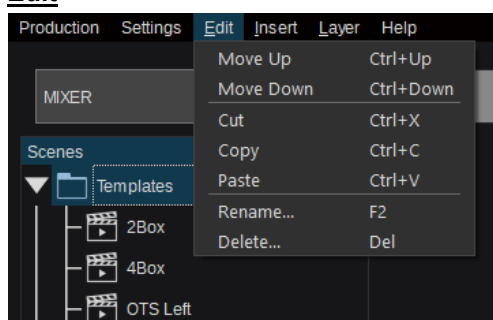 Edit
Production Settings Edit Insert Layer Help
Move Up Ctrl+Up
Move Down Ctrl+Down
MIXER
Cut Ctrl+X
Copy Ctrl+C
Scenes
Paste Ctrl+V
Templates
Rename... F2
2Box
Delete... Del
4Box
OTS Left